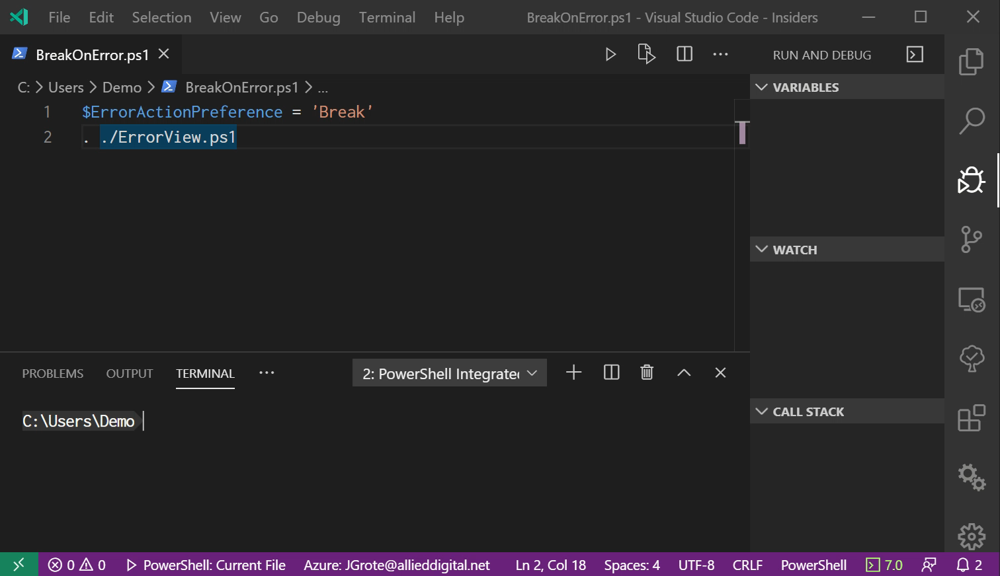 File Edit Selection View Go Debug Terminal Help BreakOnError.ps1 - Visual Studio Code - Insiders
BreakOnError.ps1
RUN AND DEBUG
C: > Users > Demo > BreakOnError.ps1 > ...
VARIABLES
1 $ErrorActionPreference = 'Break'
2 . ./ErrorView.ps1
WATCH
PROBLEMS OUTPUT TERMINAL ... 2: PowerShell Integrate
CALL STACK
C:\Users\Demo
0 0 PowerShell: Current File Azure: JGrote@allieddigital.net Ln 2, Col 18 Spaces: 4 UTF-8 CRLF PowerShell 7.0 2